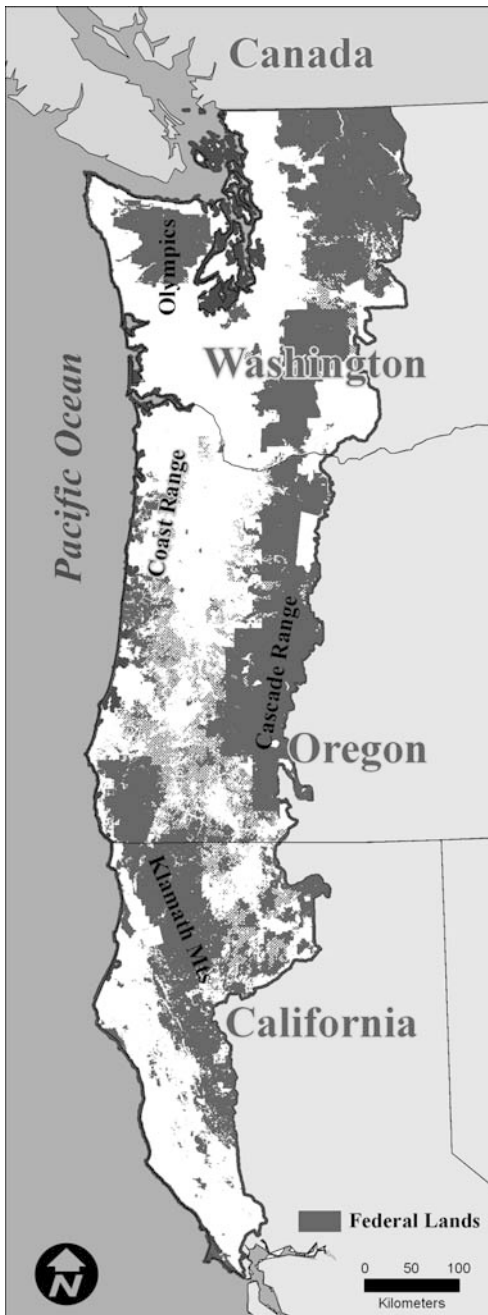 Canada
Olympics
Washington
Pacific Ocean
Coast Range
Cascade Range
Oregon
Klamath Mts
California
Federal Lands
N
0 50 100
Kilometers